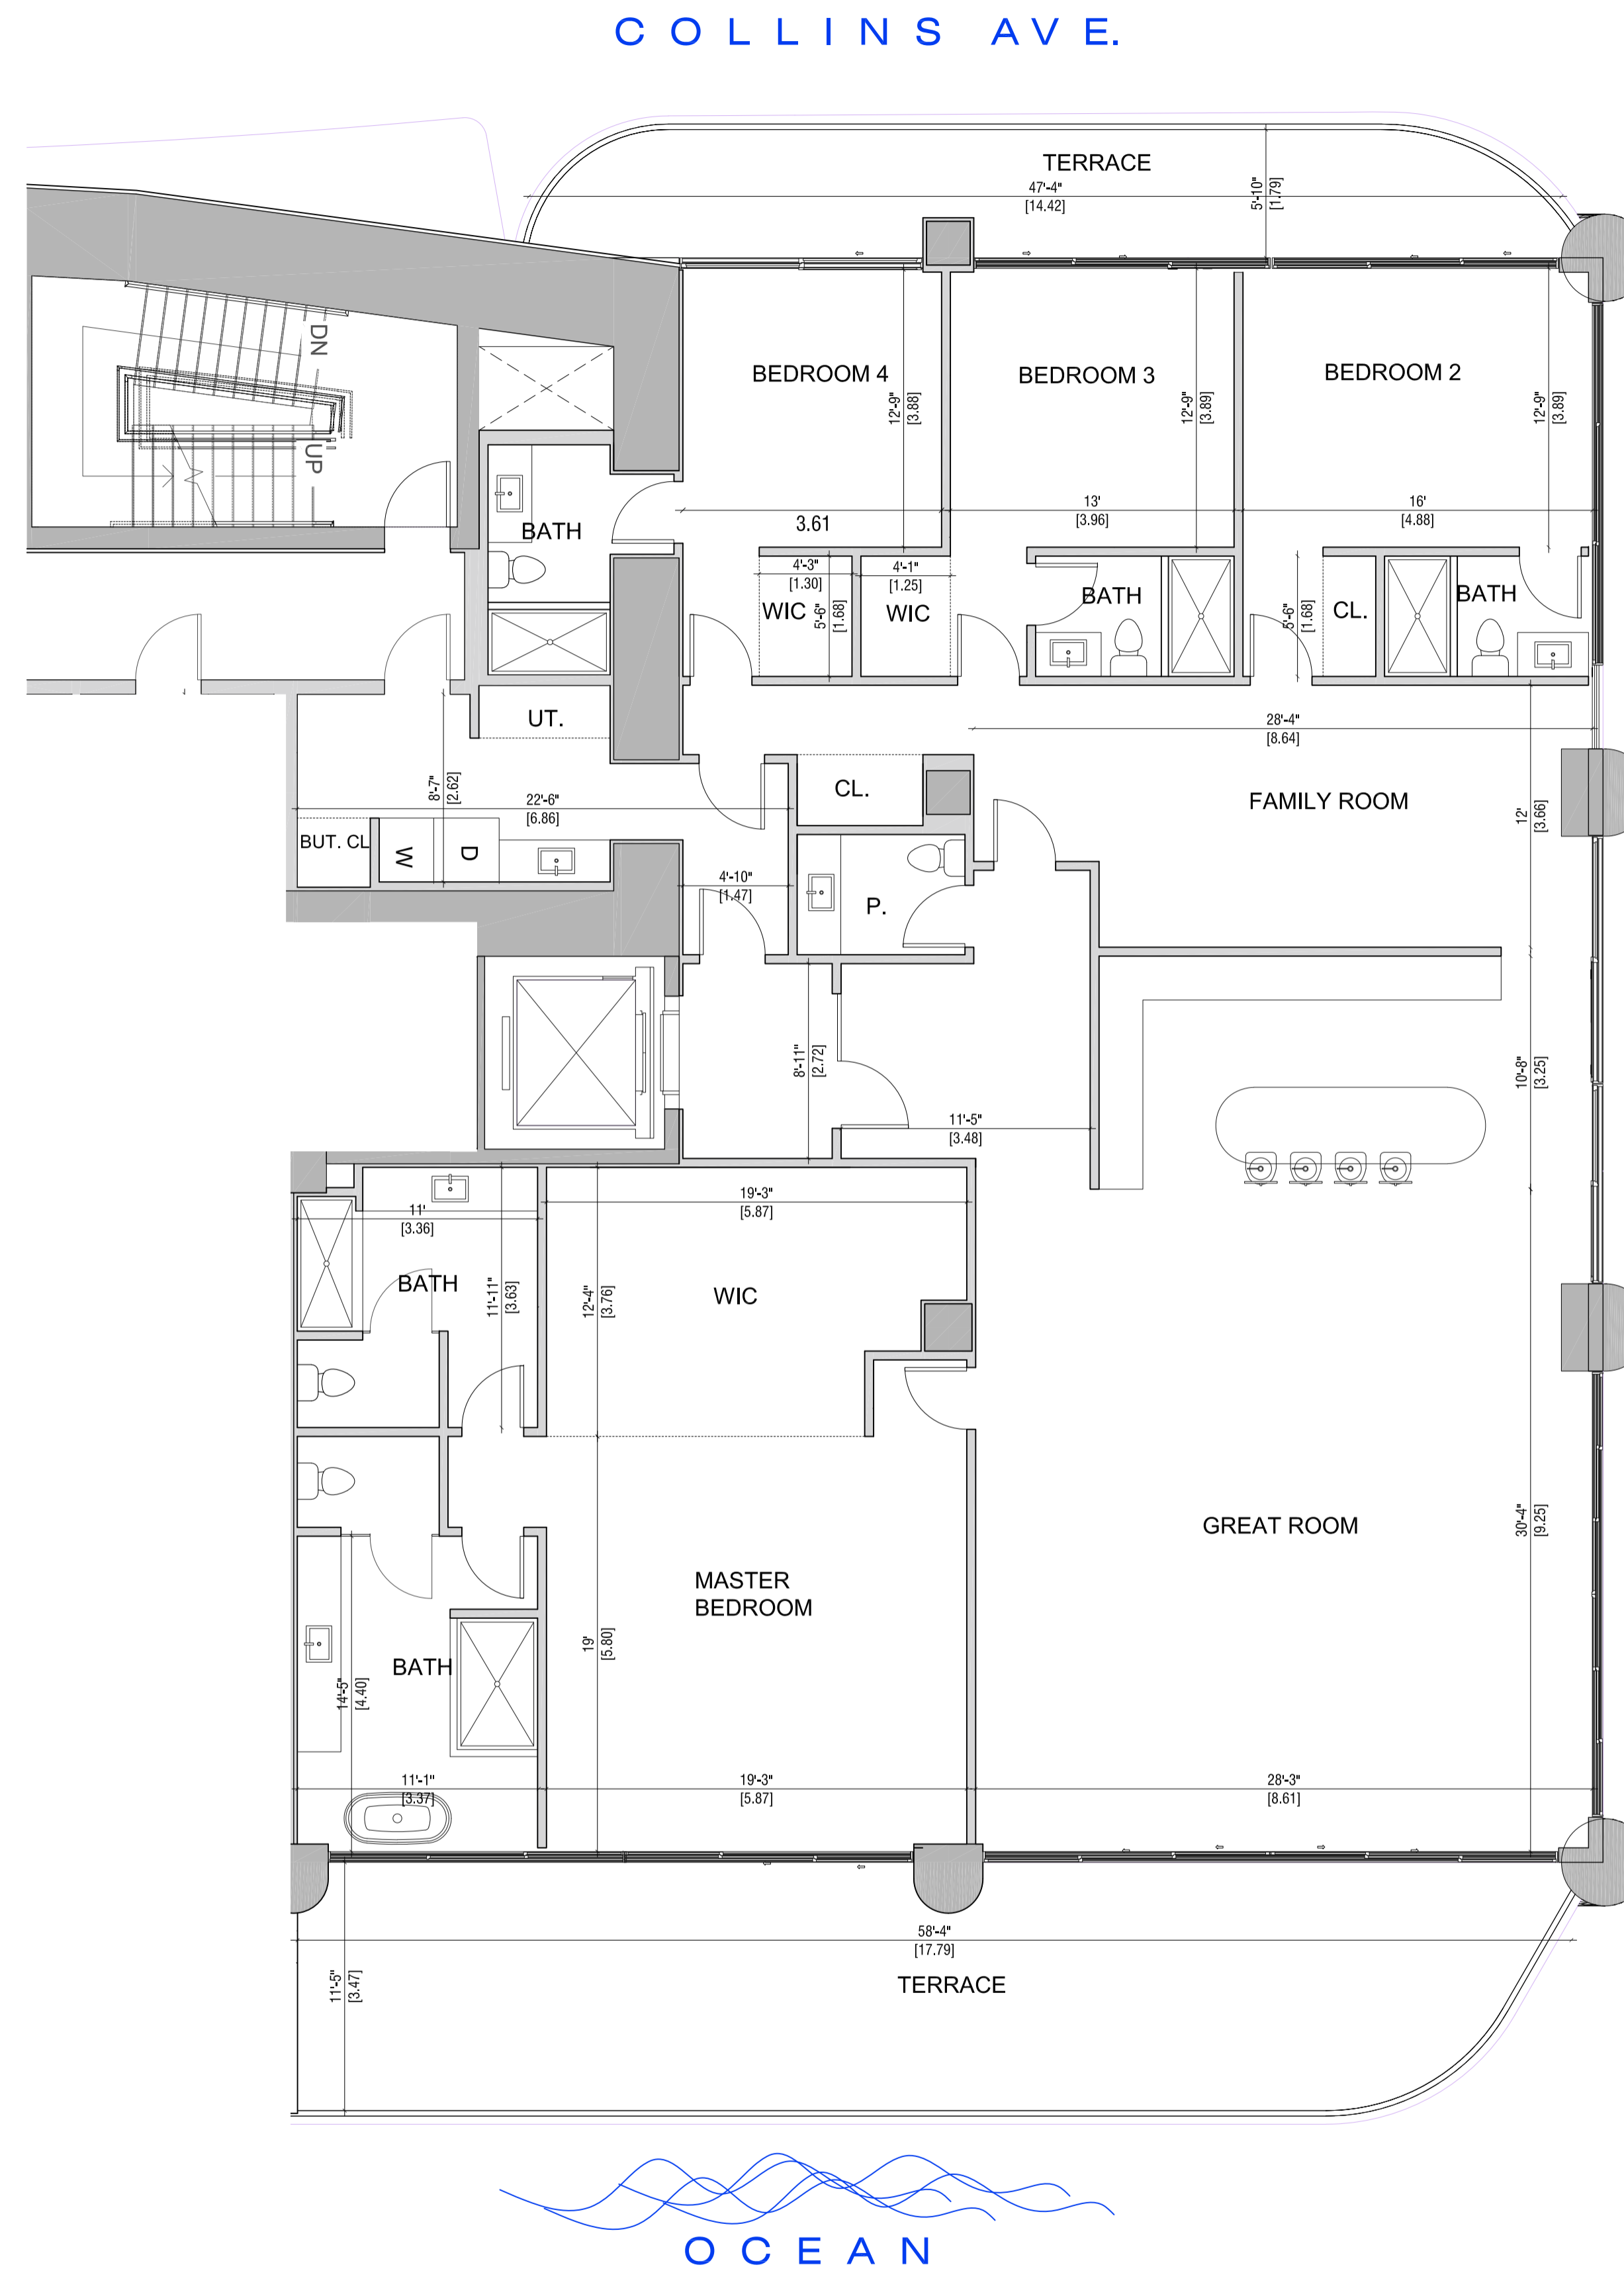 COLLINS AVE.
TERRACE
47'-4"
[14.42]
5'-10"
[1.79]
DN
UP
BEDROOM 4
12'-9"
[3.88]
3.61
BEDROOM 3
12'-9"
[3.89]
13'
[3.96]
BEDROOM 2
12'-9"
[3.89]
16'
[4.88]
BATH
4'-3"
[1.30]
WIC
5'-6"
[1.68]
4'-1"
[1.25]
WIC
BATH
5'-6"
[1.68]
CL.
BATH
UT.
28'-4"
[8.64]
8'-7"
[2.62]
22'-6"
[6.86]
BUT. CL
W
D
CL.
FAMILY ROOM
12'
[3.66]
4'-10"
[1.47]
P.
8'-11"
[2.72]
11'-5"
[3.48]
10'-8"
[3.25]
11'
[3.36]
BATH
11'-11"
[3.63]
19'-3"
[5.87]
12'-4"
[3.76]
WIC
GREAT ROOM
30'-4"
[9.25]
MASTER
BEDROOM
19'
[5.80]
BATH
14'-5"
[4.40]
11'-1"
[3.37]
19'-3"
[5.87]
28'-3"
[8.61]
58'-4"
[17.79]
11'-5"
[3.47]
TERRACE
OCEAN